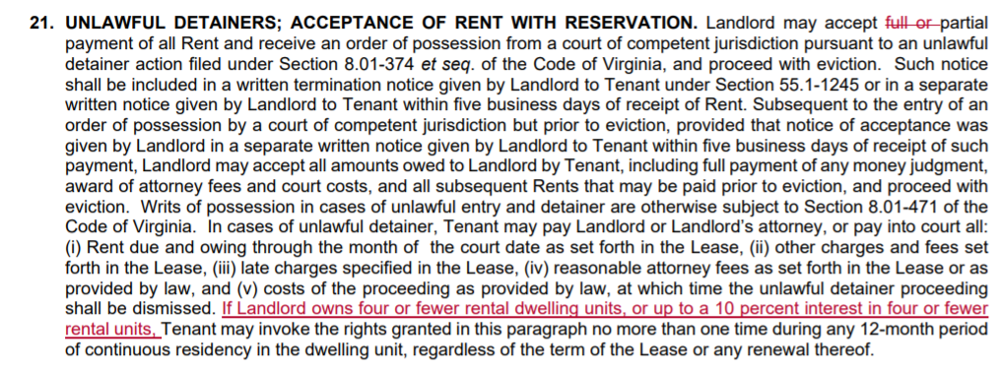 21. UNLAWFUL DETAINERS; ACCEPTANCE OF RENT WITH RESERVATION. Landlord may accept full or partial
payment of all Rent and receive an order of possession from a court of competent jurisdiction pursuant to an unlawful
detainer action filed under Section 8.01-374 et seq. of the Code of Virginia, and proceed with eviction. Such notice
shall be included in a written termination notice given by Landlord to Tenant under Section 55.1-1245 or in a separate
written notice given by Landlord to Tenant within five business days of receipt of Rent. Subsequent to the entry of an
order of possession by a court of competent jurisdiction but prior to eviction, provided that notice of acceptance was
given by Landlord in a separate written notice given by Landlord to Tenant within five business days of receipt of such
payment, Landlord may accept all amounts owed to Landlord by Tenant, including full payment of any money judgment,
award of attorney fees and court costs, and all subsequent Rents that may be paid prior to eviction, and proceed with
eviction. Writs of possession in cases of unlawful entry and detainer are otherwise subject to Section 8.01-471 of the
Code of Virginia. In cases of unlawful detainer, Tenant may pay Landlord or Landlord's attorney, or pay into court all:
(i) Rent due and owing through the month of the court date as set forth in the Lease, (ii) other charges and fees set
forth in the Lease, (iii) late charges specified in the Lease, (iv) reasonable attorney fees as set forth in the Lease or as
provided by law, and (v) costs of the proceeding as provided by law, at which time the unlawful detainer proceeding
shall be dismissed. If Landlord owns four or fewer rental dwelling units, or up to a 10 percent interest in four or fewer
rental units, Tenant may invoke the rights granted in this paragraph no more than one time during any 12-month period
of continuous residency in the dwelling unit, regardless of the term of the Lease or any renewal thereof.